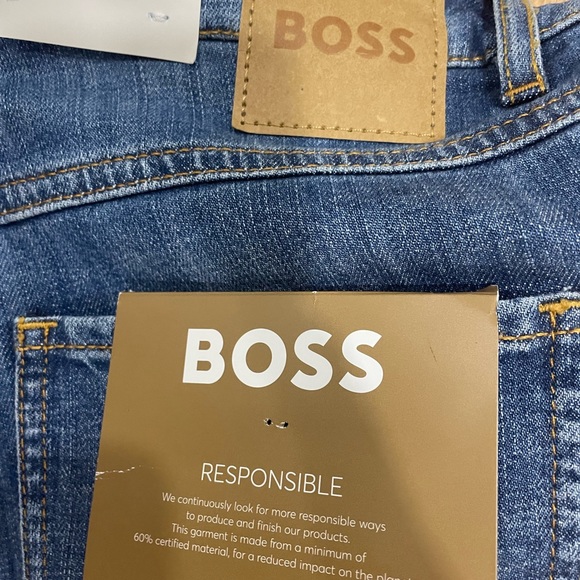 BOSS
BOSS
RESPONSIBLE
We continuously look for more responsible ways
to produce and finish our products.
This garment is made from a minimum of
60% certified material, for a reduced impact on the